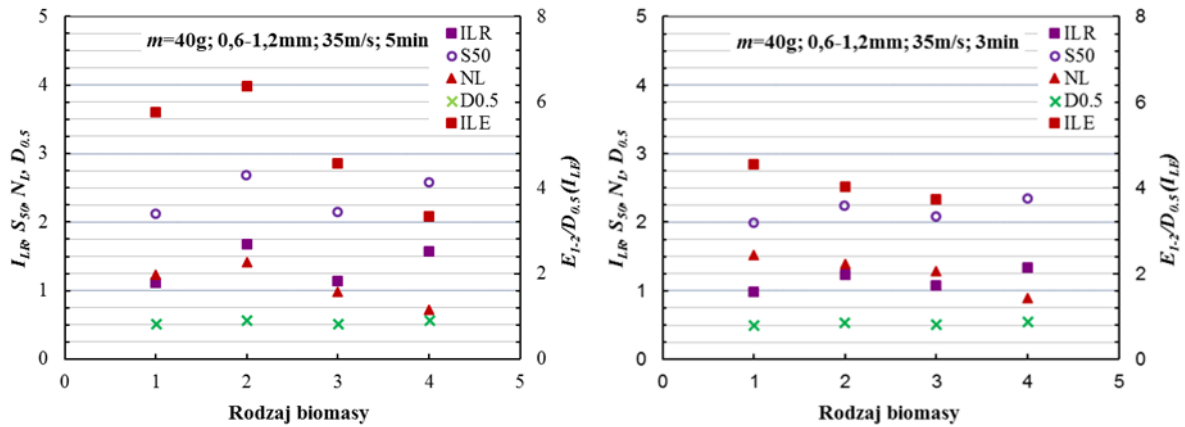 m=40g; 0,6-1,2mm; 35m/s; 5min
ILR
S50
NL
D0.5
ILE
5
4
3
2
1
0
8
6
4
2
0
0 1 2 3 4 5
I_LR, S_50, N_L, D_0.5
E_1-2/D_0.5(I_LE)
Rodzaj biomasy
m=40g; 0,6-1,2mm; 35m/s; 3min
ILR
S50
NL
D0.5
ILE
5
4
3
2
1
0
8
6
4
2
0
0 1 2 3 4 5
I_LR, S_50, N_L, D_0.5
E_1-2/D_0.5(I_LE)
Rodzaj biomasy